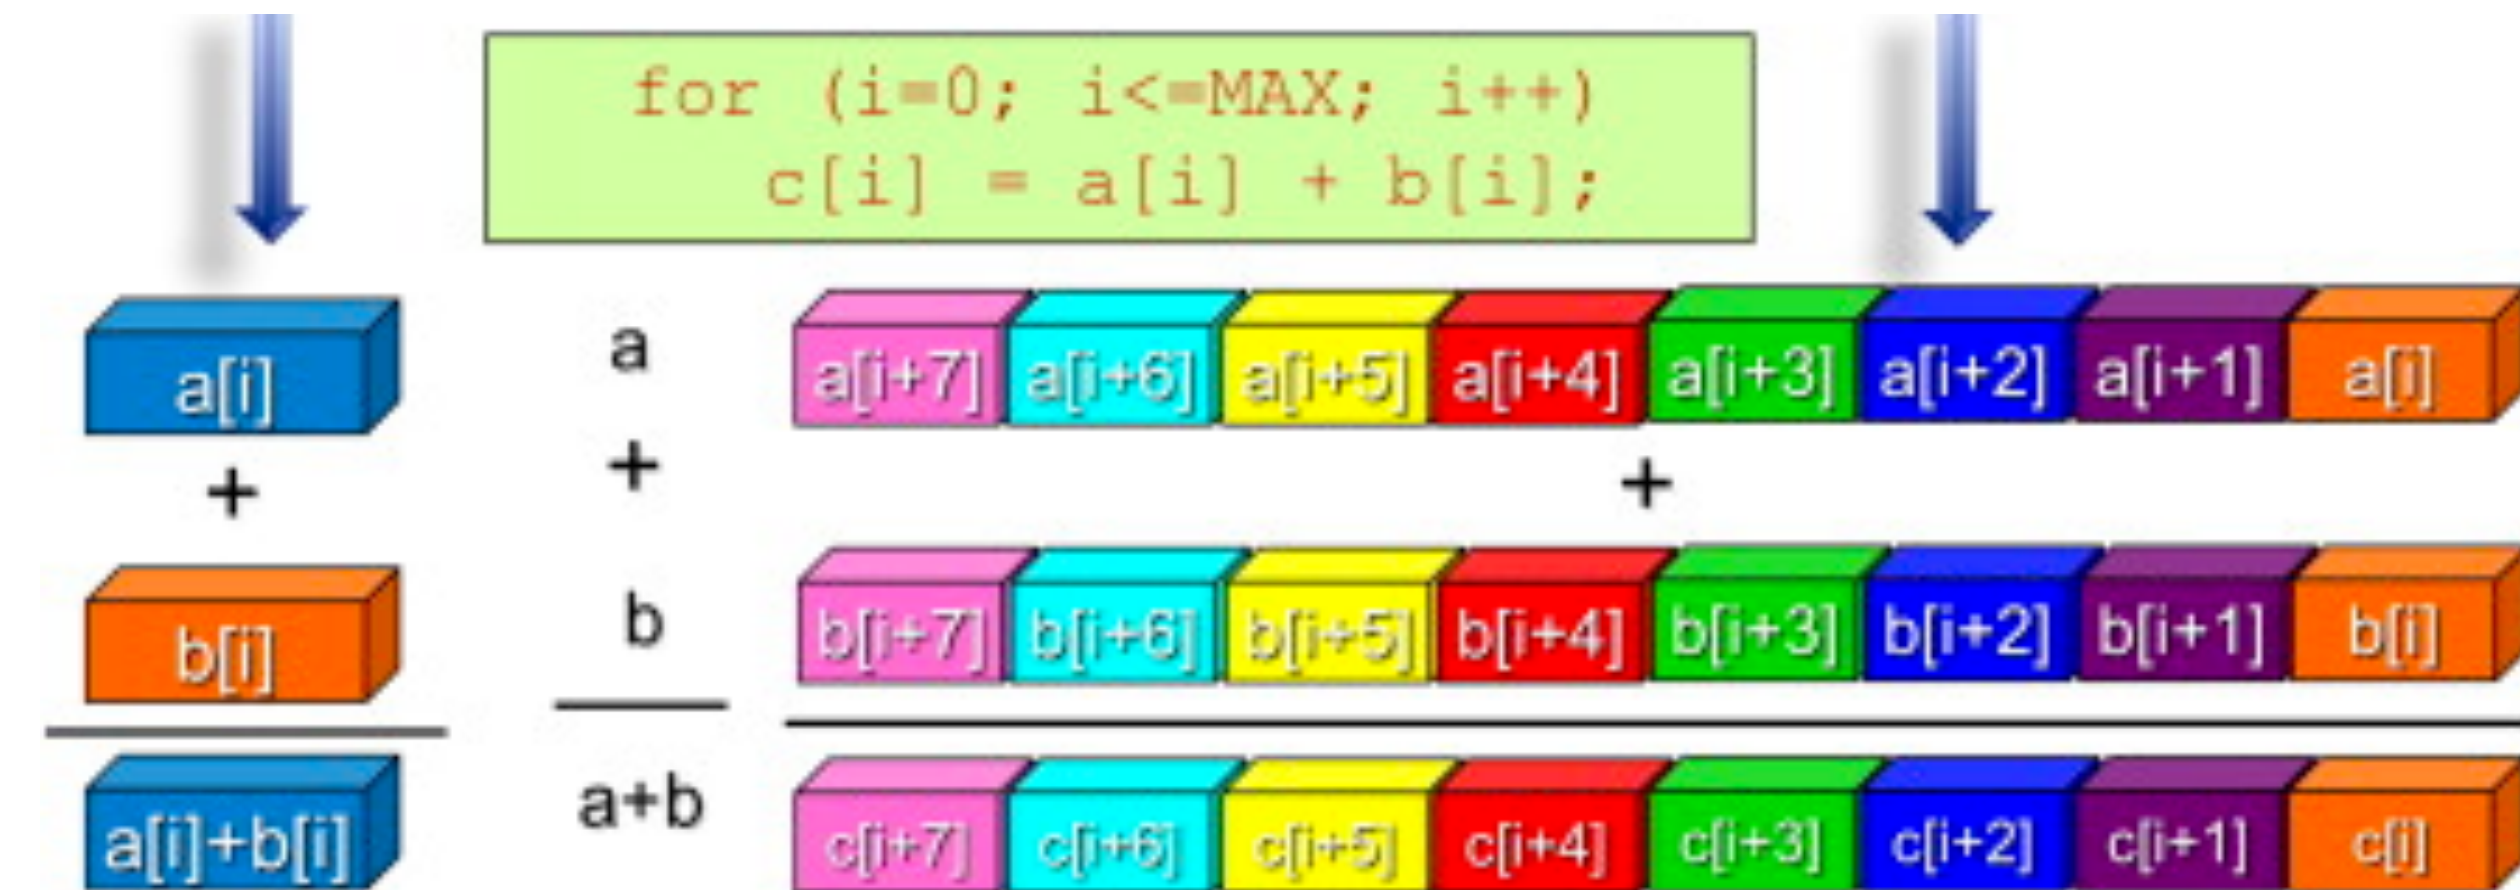 for (i=0; i<=MAX; i++)
c[i] = a[i] + b[i];
a[i]
+
b[i]
a[i]+b[i]
a
+
b
a+b
a[i+7] a[i+6] a[i+5] a[i+4] a[i+3] a[i+2] a[i+1] a[i]
+
b[i+7] b[i+6] b[i+5] b[i+4] b[i+3] b[i+2] b[i+1] b[i]
c[i+7] c[i+6] c[i+5] c[i+4] c[i+3] c[i+2] c[i+1] c[i]